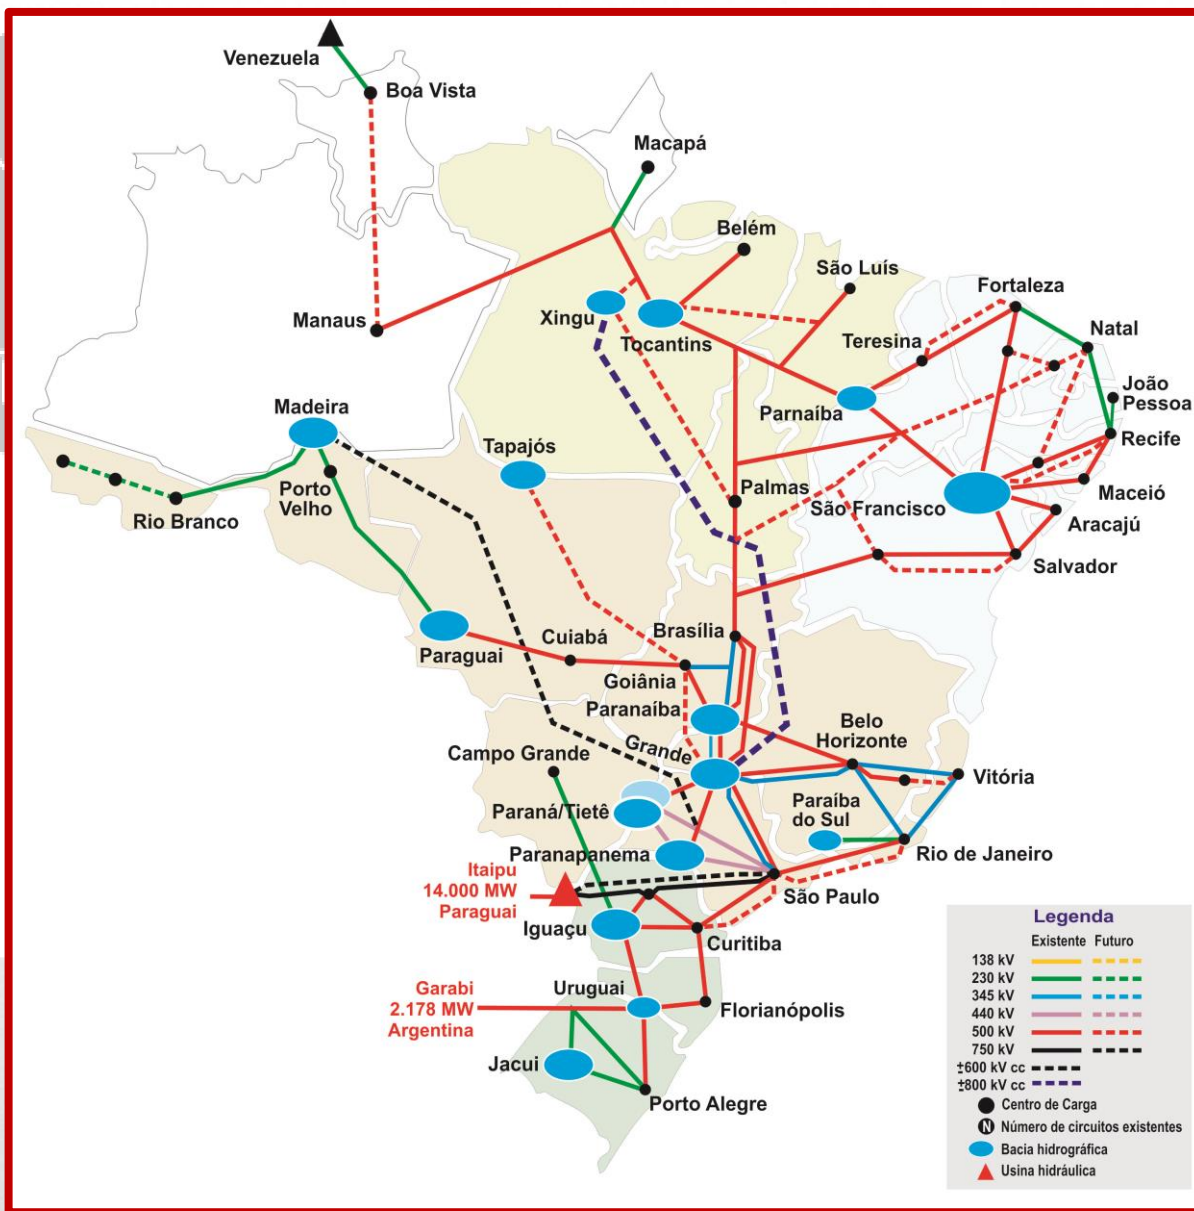 Venezuela
Boa Vista
Macapá
Belém
São Luís
Fortaleza
Xingu
Manaus
Tocantins
Teresina
Natal
João
Pessoa
Madeira
Parnaíba
Recife
Tapajós
Palmas
Porto
Velho
São Francisco
Maceió
Rio Branco
Aracajú
Salvador
Cuiabá
Brasília
Paraguai
Goiânia
Paranaíba
Belo
Horizonte
Grande
Campo Grande
Vitória
Paraíba
do Sul
Paraná/Tietê
Paranapanema
Rio de Janeiro
Itaipu
14.000 MW
Paraguai
São Paulo
Iguaçu
Curitiba
Garabi
2.178 MW
Argentina
Uruguai
Florianópolis
Jacui
Porto Alegre
Legenda
Existente Futuro
138 kV
230 kV
345 kV
440 kV
500 kV
750 kV
±600 kV cc
±800 kV cc
Centro de Carga
N Número de circuitos existentes
Bacia hidrográfica
Usina hidráulica